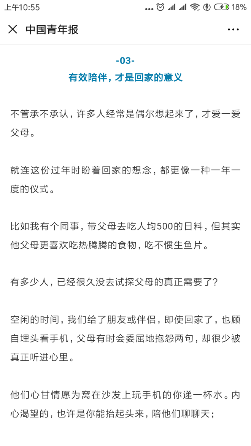 上午10:55
18%
中国青年报
-03-
有效陪伴，才是回家的意义
不管承不承认，许多人经常是偶尔想起来了，才爱一爱
父母。
就连这份过年时盼着回家的想念，都更像一种一年一
度的仪式。
比如我有个同事，带父母去吃人均500的日料，但其实
他父母更喜欢吃热腾腾的食物，吃不惯生鱼片。
有多少人，已经很久没去试探父母的真正需要了？
空闲的时间，我们给了朋友或伴侣，即使回家了，也顾
自埋头看手机，父母有时会委屈地抱怨两句，却很少被
真正听进心里。
他们心甘情愿为窝在沙发上玩手机的你递一杯水。内
心渴望的，也许是你能抬起头来，陪他们聊聊天；